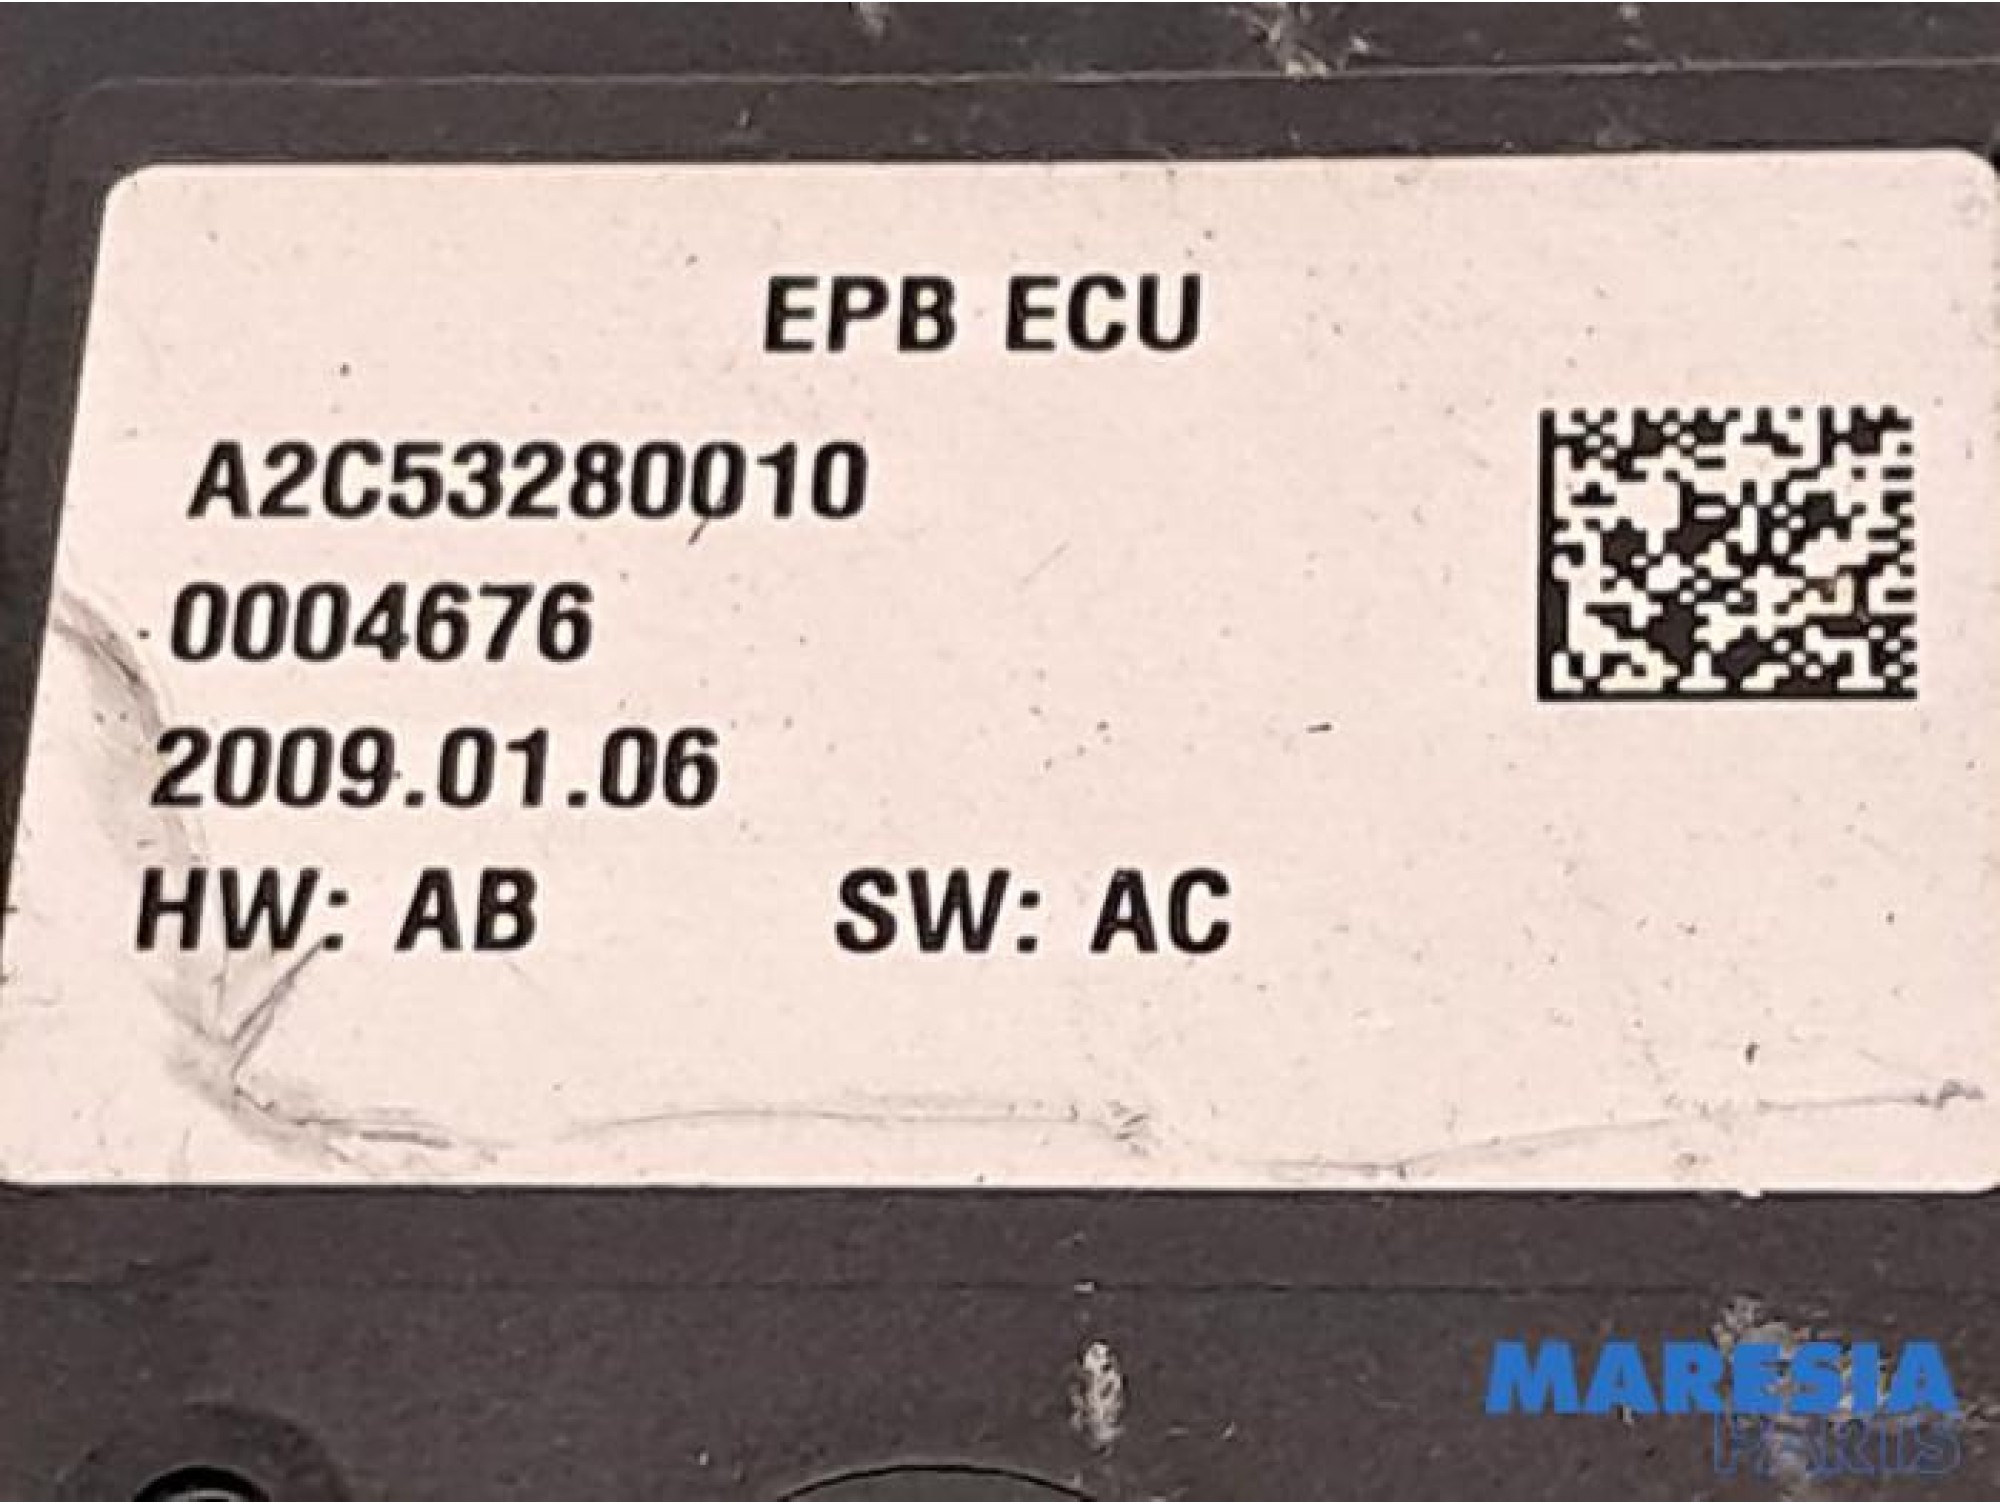 EPB ECU
A2C53280010
0004676
2009.01.06
HW: AB SW: AC
MARESIA
PARTS